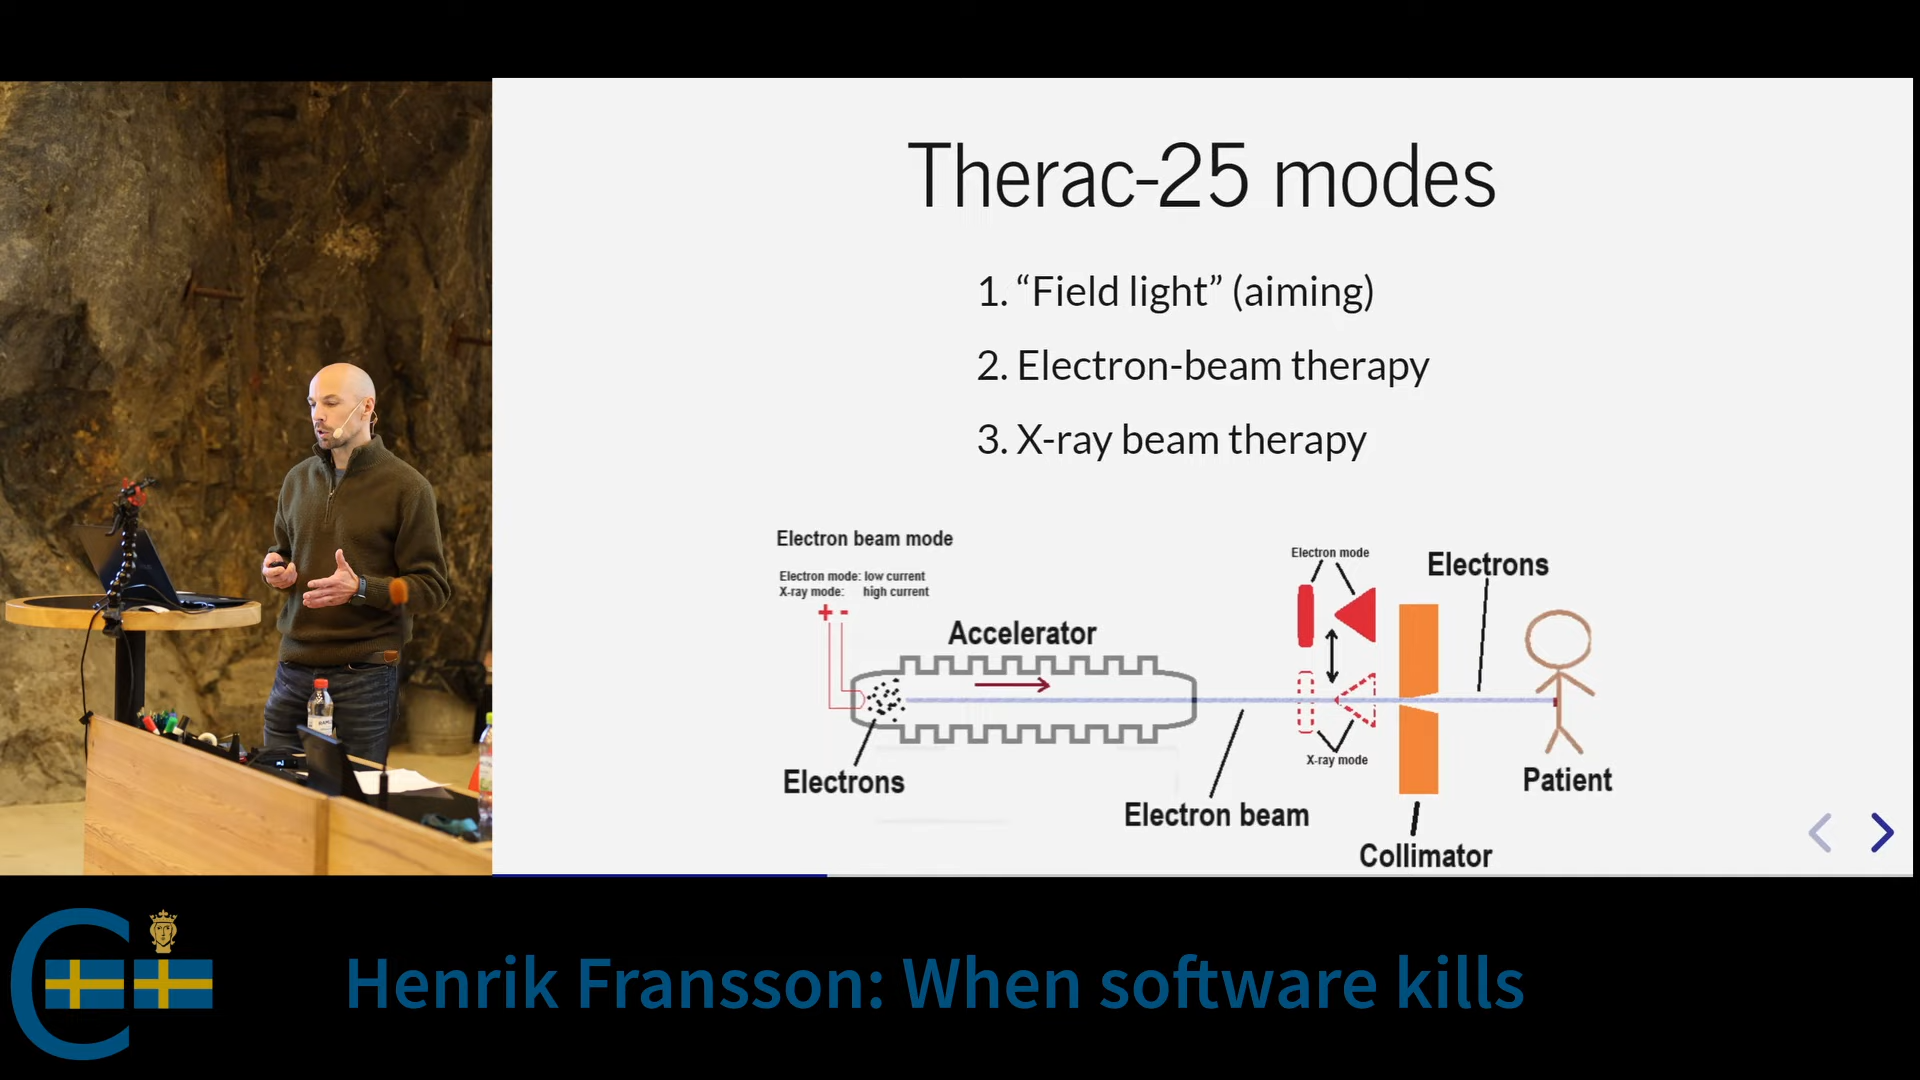 Therac-25 modes
1. “Field light” (aiming)
2. Electron-beam therapy
3. X-ray beam therapy
Electron beam mode
Electron mode: low current
X-ray mode: high current
+ -
Accelerator
Electrons
Electron beam
Electron mode
X-ray mode
Electrons
Collimator
Patient
Henrik Fransson: When software kills